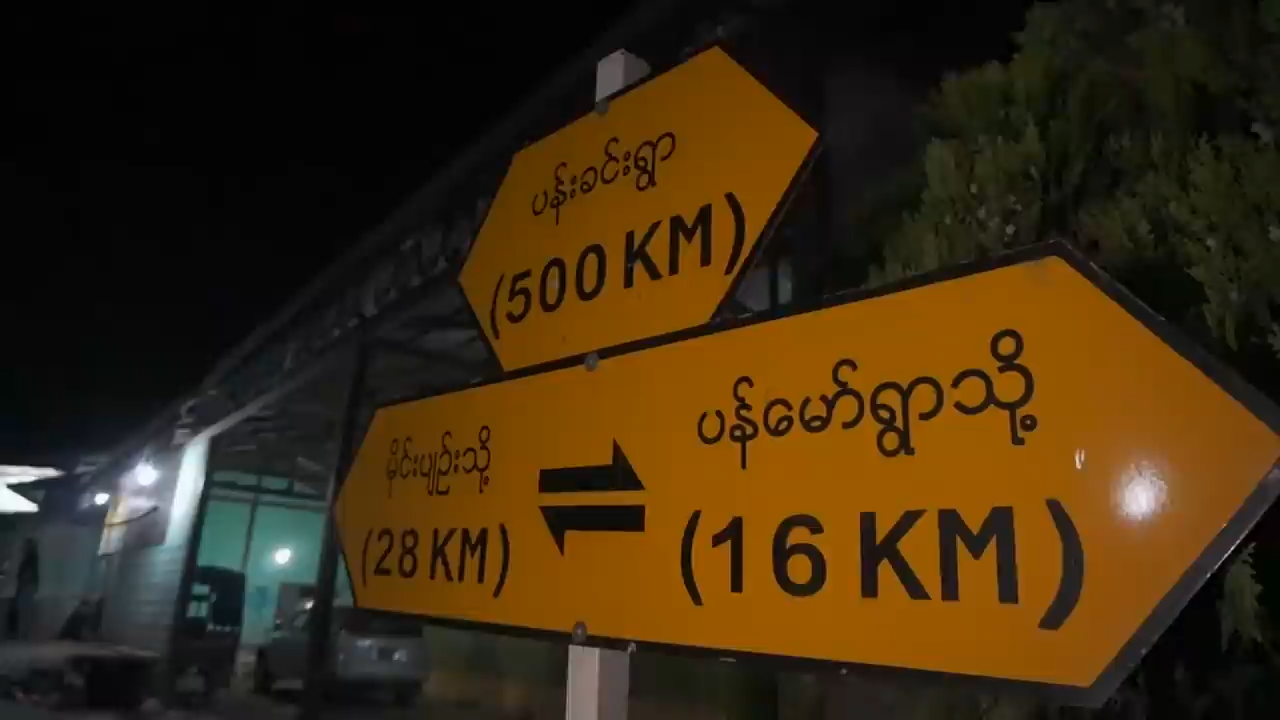 ပန်းခင်းရွာ
(500 KM)
မိုင်းပျဉ်းသို့
(28 KM)
ပန်မော်ရွာသို့
(16 KM)